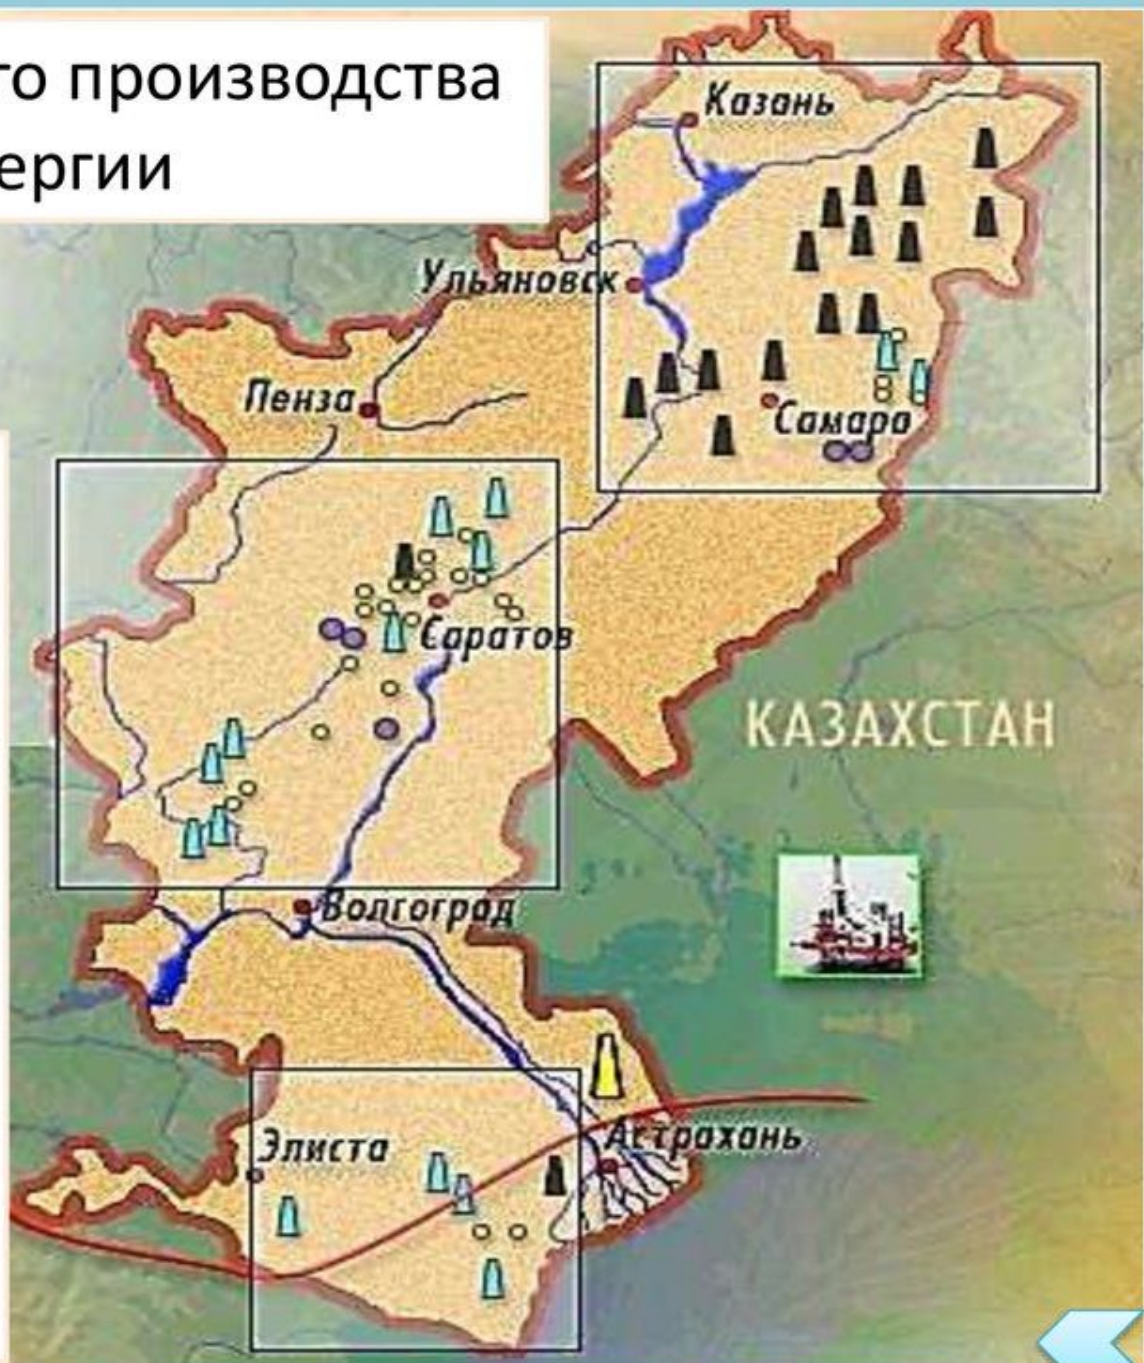 го производства
ергии
Казань
Ульяновск
Пенза
Самара
Саратов
КАЗАХСТАН
Волгоград
Элиста
Астрахань